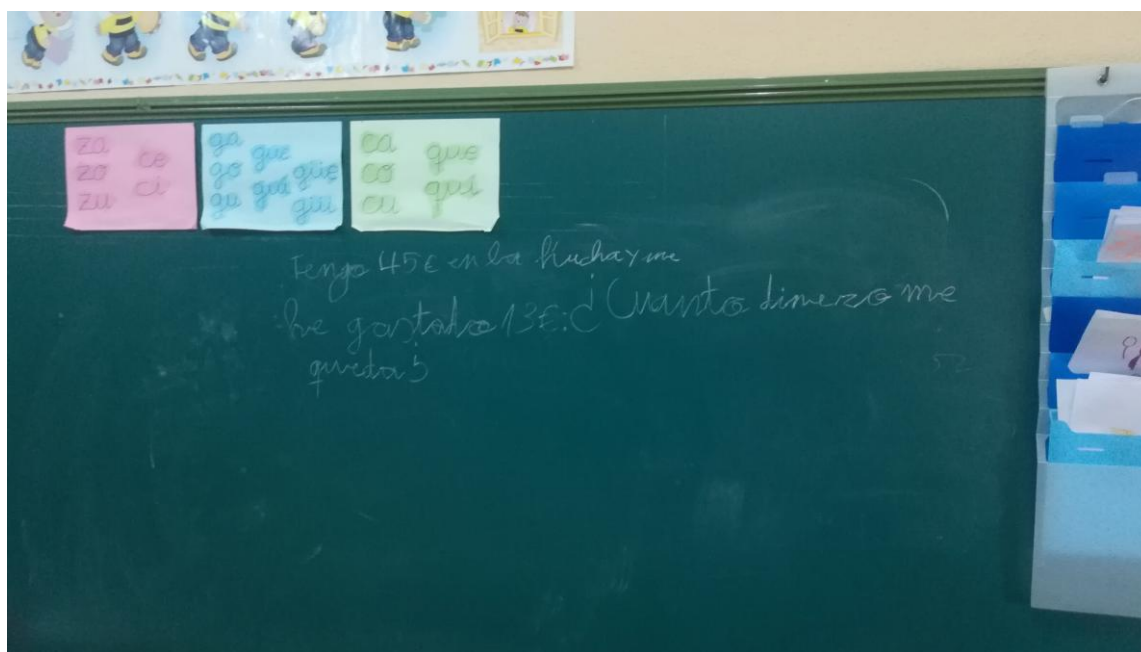 za
zo
zu
ce
ci
ga
go
gu
gue
gui
güe
güi
ca
co
cu
que
qui
Tengo 45€ en la Hucha y me
he gastado 13€: ¿Cuanto dinero me
queda?
52